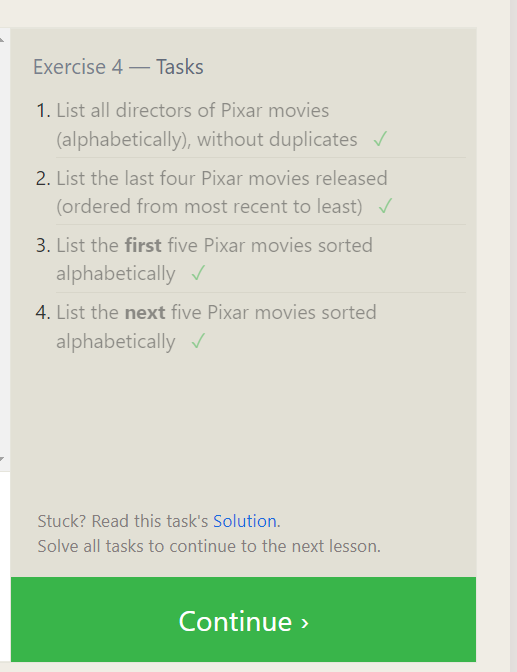 Exercise 4 — Tasks
1. List all directors of Pixar movies
(alphabetically), without duplicates ✓
2. List the last four Pixar movies released
(ordered from most recent to least) ✓
3. List the first five Pixar movies sorted
alphabetically ✓
4. List the next five Pixar movies sorted
alphabetically ✓
Stuck? Read this task's Solution.
Solve all tasks to continue to the next lesson.
Continue ›